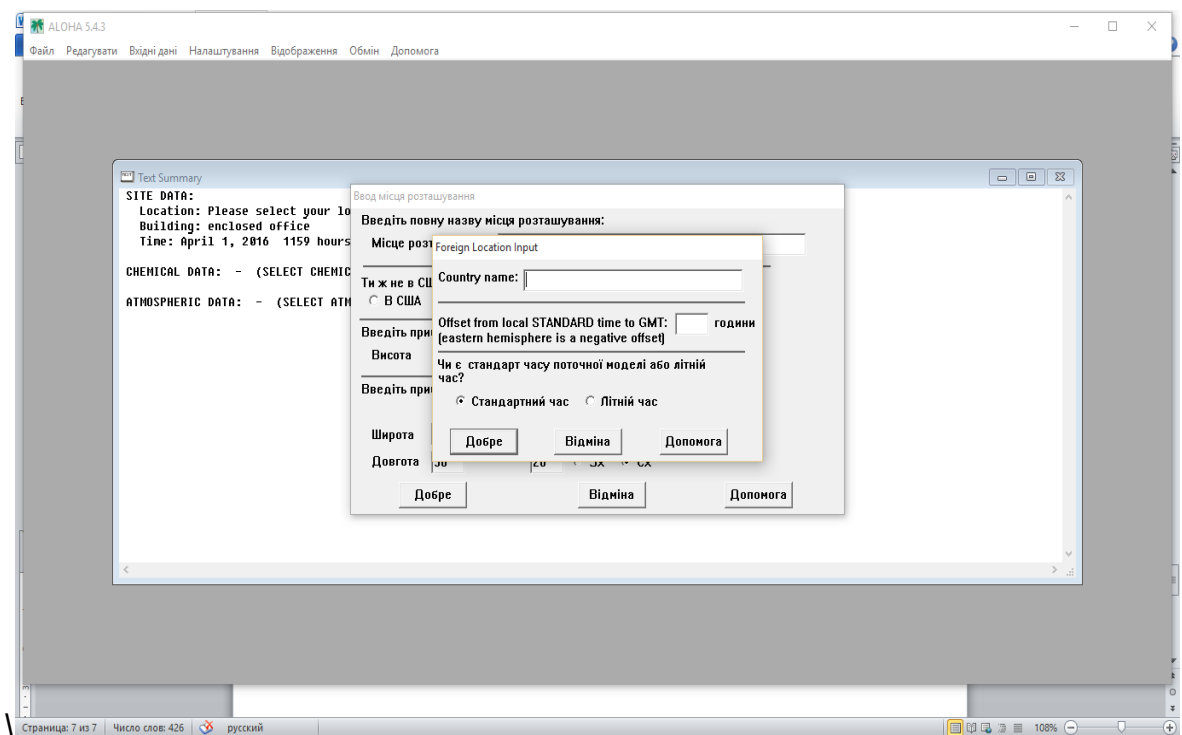 ALOHA 5.4.3
Файл Редагувати Вхідні дані Налаштування Відображення Обмін Допомога
Text Summary
SITE DATA:
Location: Please select your lo
Building: enclosed office
Time: April 1, 2016 1159 hours
CHEMICAL DATA: - (SELECT CHEMIC
ATMOSPHERIC DATA: - (SELECT ATM
Ввод місця розташування
Введіть повну назву місця розташування:
Місце розт
Ти ж не в СШ
В США
Введіть при
Висота
Введіть при
Широта
Довгота
Добре Відміна Допомога
Foreign Location Input
Country name:
Offset from local STANDARD time to GMT: години
(eastern hemisphere is a negative offset)
Чи є стандарт часу поточної моделі або літній
час?
Стандартний час Літній час
Добре Відміна Допомога
\
Страница: 7 из 7 Число слов: 426 русский 108%